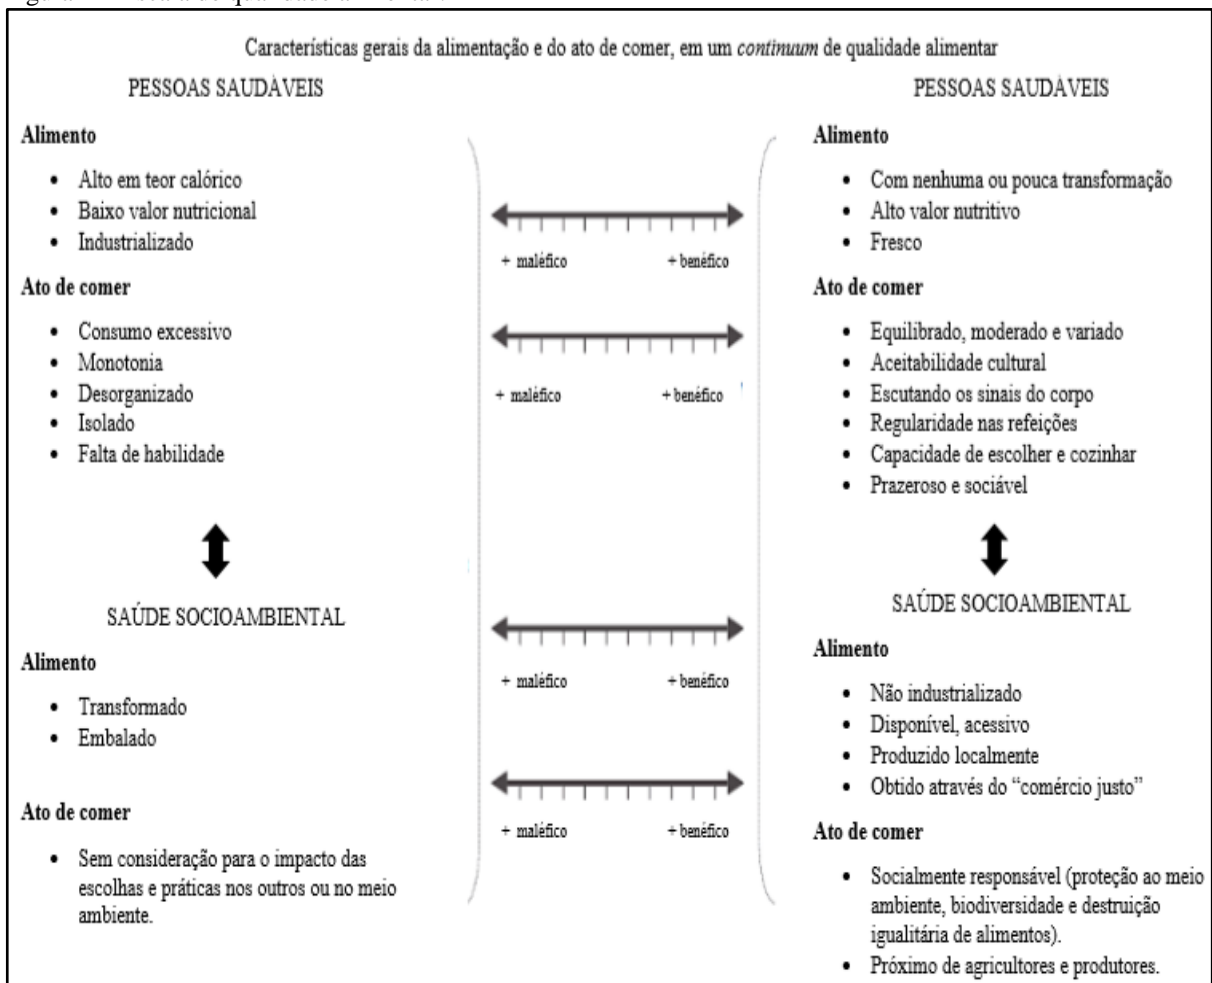 Características gerais da alimentação e do ato de comer, em um continuum de qualidade alimentar
PESSOAS SAUDÁVEIS
Alimento
• Alto em teor calórico
• Baixo valor nutricional
• Industrializado
Ato de comer
• Consumo excessivo
• Monotonia
• Desorganizado
• Isolado
• Falta de habilidade
SAÚDE SOCIOAMBIENTAL
Alimento
• Transformado
• Embalado
Ato de comer
• Sem consideração para o impacto das
escolhas e práticas nos outros ou no meio
ambiente.
+ maléfico + benéfico
+ maléfico + benéfico
+ maléfico + benéfico
+ maléfico + benéfico
PESSOAS SAUDÁVEIS
Alimento
• Com nenhuma ou pouca transformação
• Alto valor nutritivo
• Fresco
Ato de comer
• Equilibrado, moderado e variado
• Aceitabilidade cultural
• Escutando os sinais do corpo
• Regularidade nas refeições
• Capacidade de escolher e cozinhar
• Prazeroso e sociável
SAÚDE SOCIOAMBIENTAL
Alimento
• Não industrializado
• Disponível, acessivo
• Produzido localmente
• Obtido através do “comércio justo”
Ato de comer
• Socialmente responsável (proteção ao meio
ambiente, biodiversidade e destruição
igualitária de alimentos).
• Próximo de agricultores e produtores.